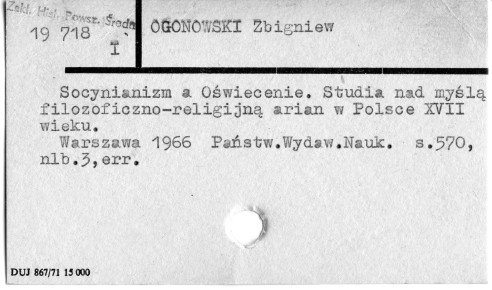 Zakł. Hist. Powsz. Średn
19 718
I
OGONOWSKI Zbigniew
Socynianizm a Oświecenie. Studia nad myślą
filozoficzno-religijną arian w Polsce XVII
wieku.
Warszawa 1966 Państw.Wydaw.Nauk. s.570,
nlb.3,err.
DUJ 867/71 15 000